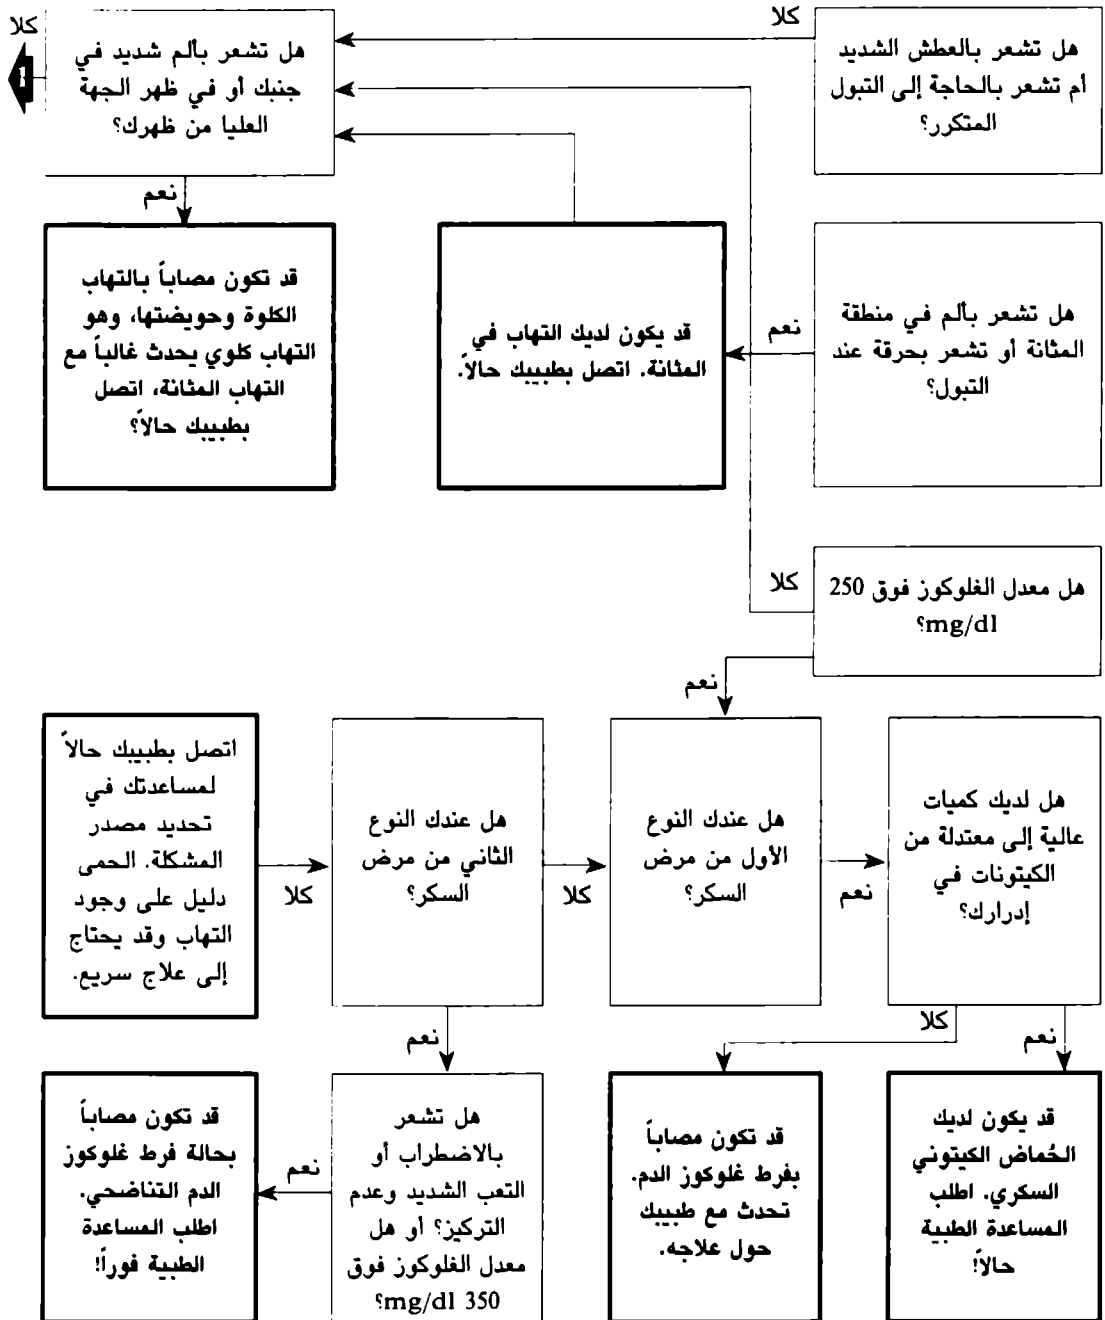 هل تشعر بالعطش الشديد
أم تشعر بالحاجة إلى التبول
المتكرر؟
كلا
هل تشعر بألم شديد في
جنبك أو في ظهر الجهة
العليا من ظهرك؟
كلا
نعم
هل تشعر بألم في منطقة
المثانة أو تشعر بحرقة عند
التبول؟
نعم
قد يكون لديك التهاب في
المثانة. اتصل بطبيبك حالاً.
قد تكون مصاباً بالتهاب
الكلوة وحويضتها، وهو
التهاب كلوي يحدث غالباً مع
التهاب المثانة، اتصل
بطبيبك حالاً؟
هل معدل الغلوكوز فوق 250
mg/dl؟
كلا
نعم
هل لديك كميات
عالية إلى معتدلة من
الكيتونات في
إدرارك؟
نعم
هل عندك النوع
الأول من مرض
السكر؟
كلا
هل عندك النوع
الثاني من مرض
السكر؟
كلا
اتصل بطبيبك حالاً
لمساعدتك في
تحديد مصدر
المشكلة. الحمى
دليل على وجود
التهاب وقد يحتاج
إلى علاج سريع.
نعم
كلا
نعم
قد يكون لديك
الحُماض الكيتوني
السكري. اطلب
المساعدة الطبية
حالاً!
قد تكون مصاباً
بفرط غلوكوز الدم.
تحدث مع طبيبك
حول علاجه.
هل تشعر
بالاضطراب أو
التعب الشديد وعدم
التركيز؟ أو هل
معدل الغلوكوز فوق
350 mg/dl؟
نعم
قد تكون مصاباً
بحالة فرط غلوكوز
الدم التناضحي.
اطلب المساعدة
الطبية فوراً!